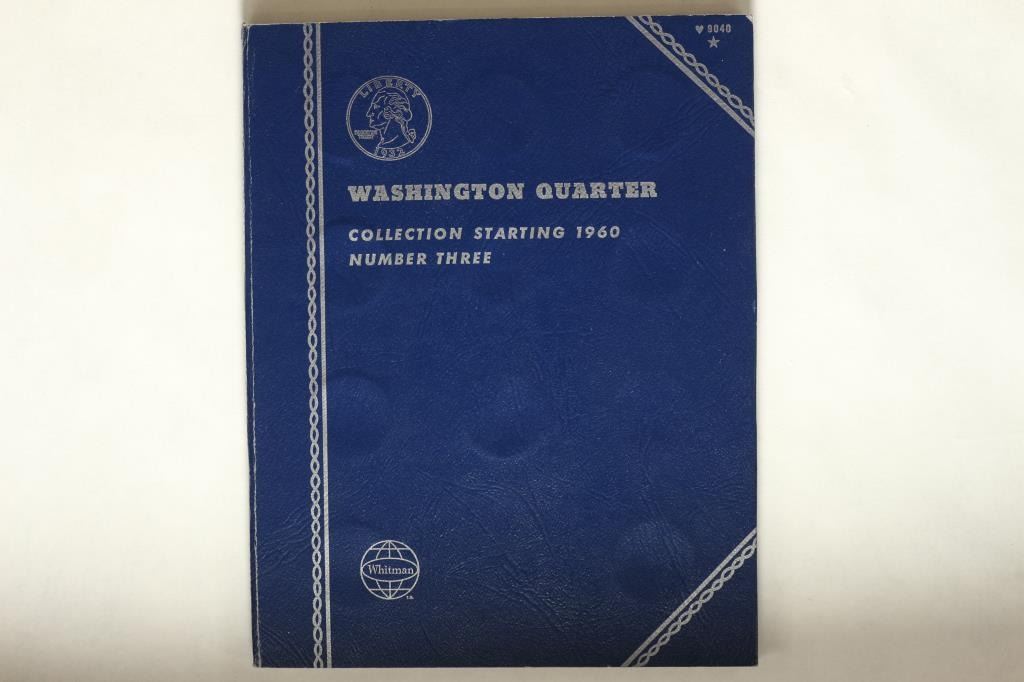 ♥ 9040
★
LIBERTY
1932
WASHINGTON QUARTER
COLLECTION STARTING 1960
NUMBER THREE
Whitman